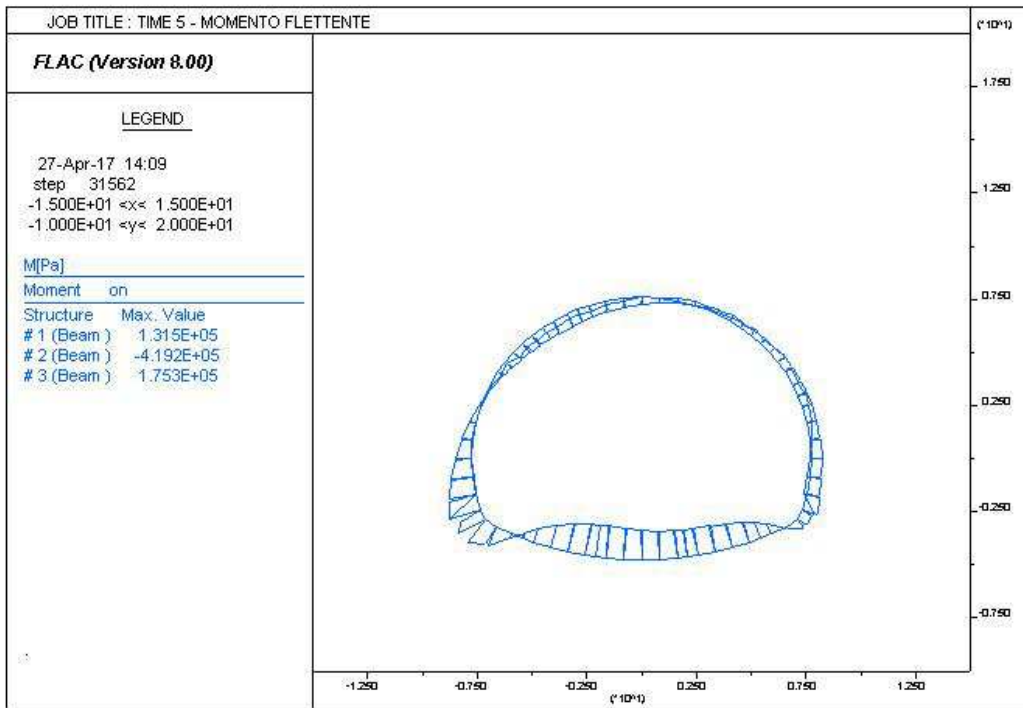 JOB TITLE : TIME 5 - MOMENTO FLETTENTE
(*10^1)
FLAC (Version 8.00)
LEGEND
27-Apr-17 14:09
step 31562
-1.500E+01 <x< 1.500E+01
-1.000E+01 <y< 2.000E+01
M[Pa]
Moment on
Structure Max. Value
# 1 (Beam ) 1.315E+05
# 2 (Beam ) -4.192E+05
# 3 (Beam ) 1.753E+05
1.750
1.250
0.750
0.250
-0.250
-0.750
-1.250 -0.750 -0.250 0.250 0.750 1.250
(*10^1)